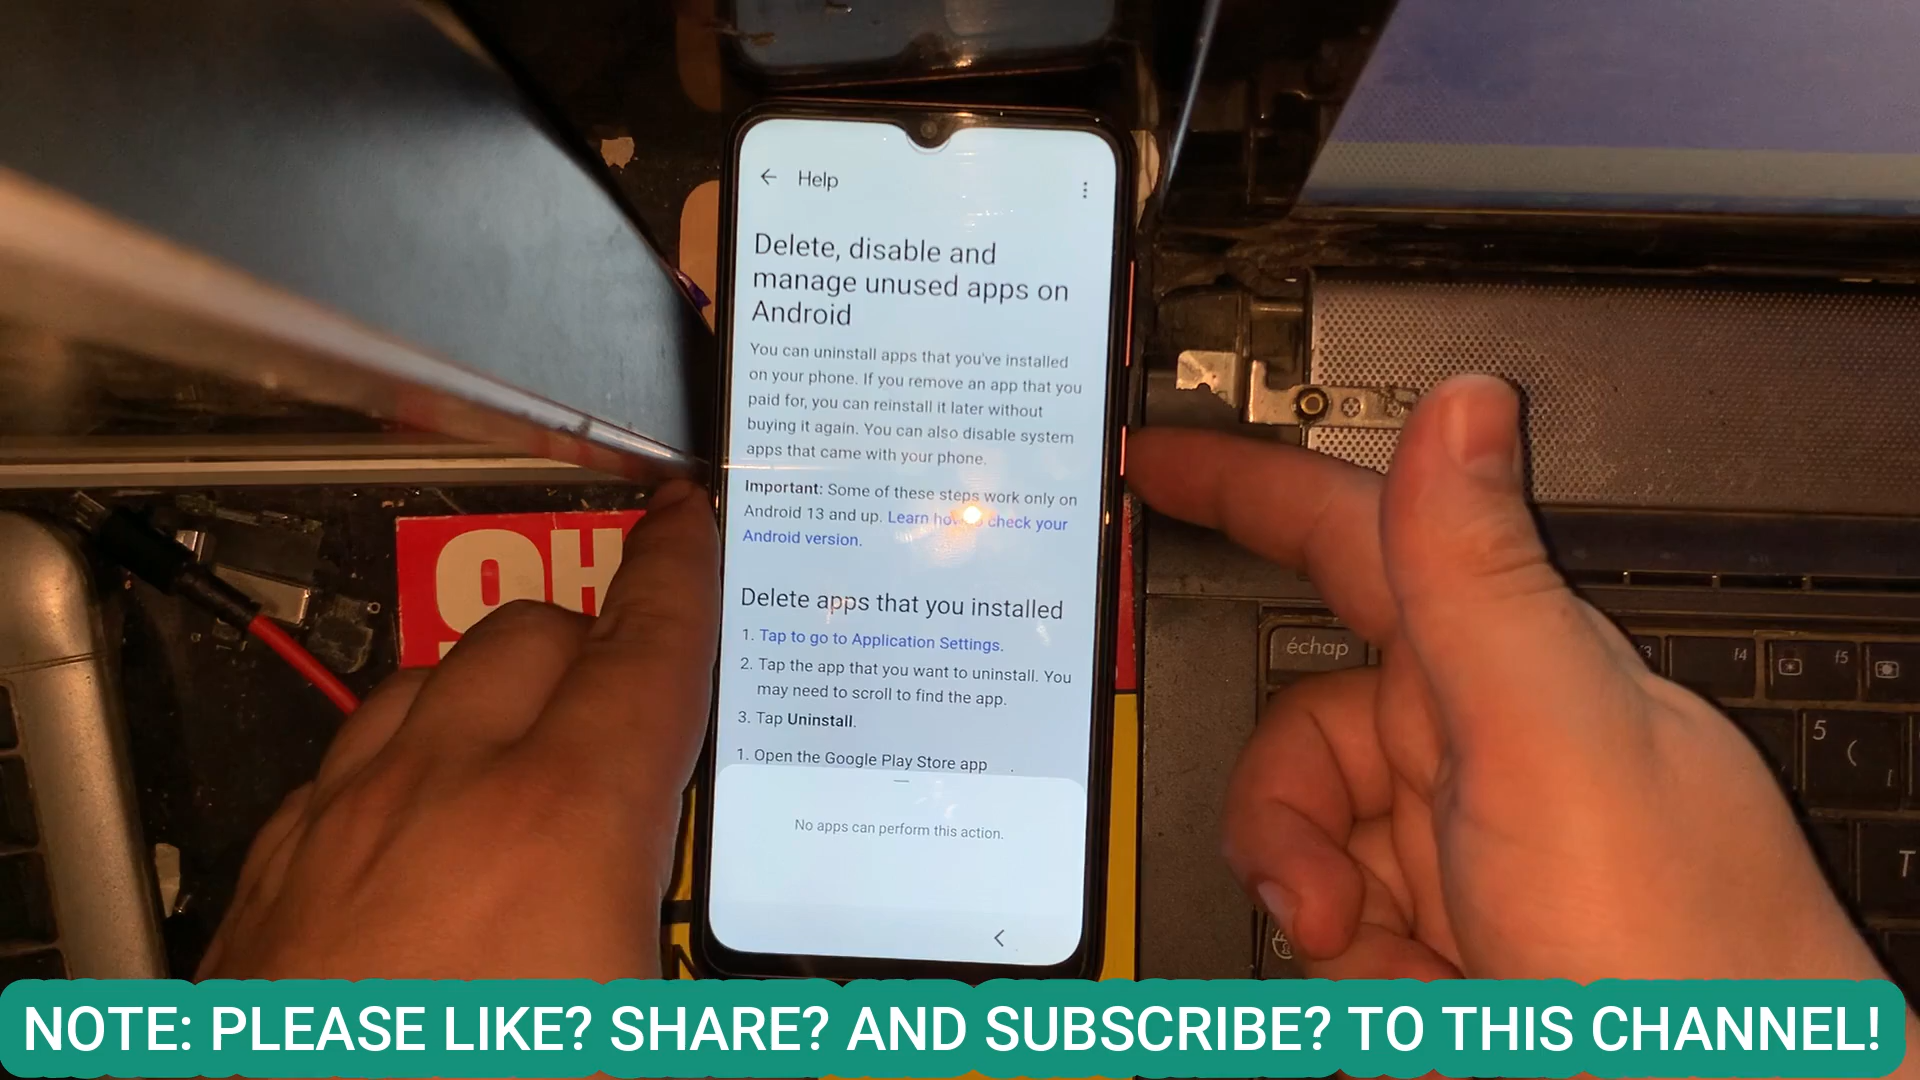 Help
Delete, disable and
manage unused apps on
Android
You can uninstall apps that you've installed
on your phone. If you remove an app that you
paid for, you can reinstall it later without
buying it again. You can also disable system
apps that came with your phone.
Important: Some of these steps work only on
Android 13 and up. Learn how to check your
Android version.
Delete apps that you installed
1. Tap to go to Application Settings.
2. Tap the app that you want to uninstall. You
may need to scroll to find the app.
3. Tap Uninstall.
1. Open the Google Play Store app
No apps can perform this action.
OH
échap
f4
f5
5
(
[
T
NOTE: PLEASE LIKE? SHARE? AND SUBSCRIBE? TO THIS CHANNEL!